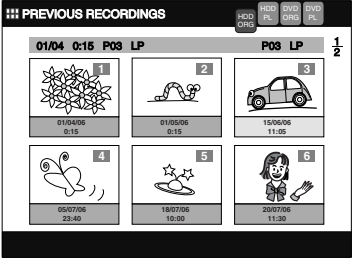 PREVIOUS RECORDINGS
HDD ORG
HDD PL
DVD ORG
DVD PL
01/04 0:15 P03 LP P03 LP
1/2
1 2 3
01/04/06 01/05/06 15/06/06
0:15 0:15 11:05
4 5 6
05/07/06 18/07/06 20/07/06
23:40 10:00 11:30